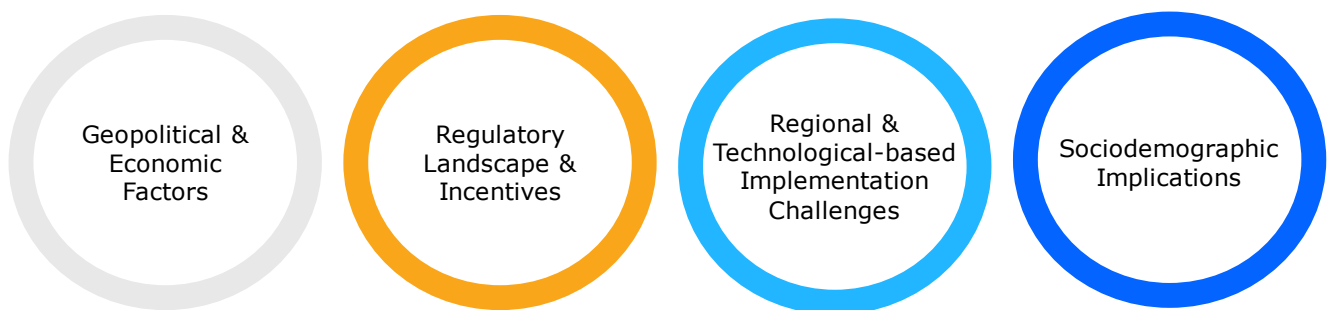 Geopolitical &
Economic
Factors
Regulatory
Landscape &
Incentives
Regional &
Technological-based
Implementation
Challenges
Sociodemographic
Implications